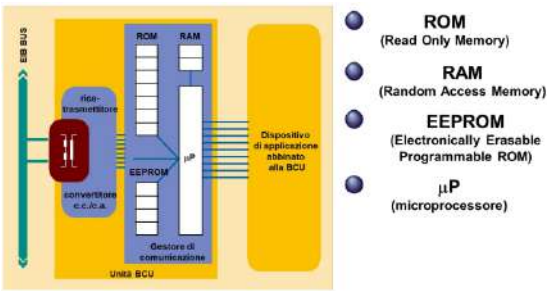 EIB BUS
ROM
RAM
rice-
trasmettitore
EEPROM
µP
convertitore
c.c./c.a.
Gestore di
comunicazione
Unità BCU
Dispositivo
di applicazione
abbinato
alla BCU
ROM
(Read Only Memory)
RAM
(Random Access Memory)
EEPROM
(Electronically Erasable
Programmable ROM)
µP
(microprocessore)